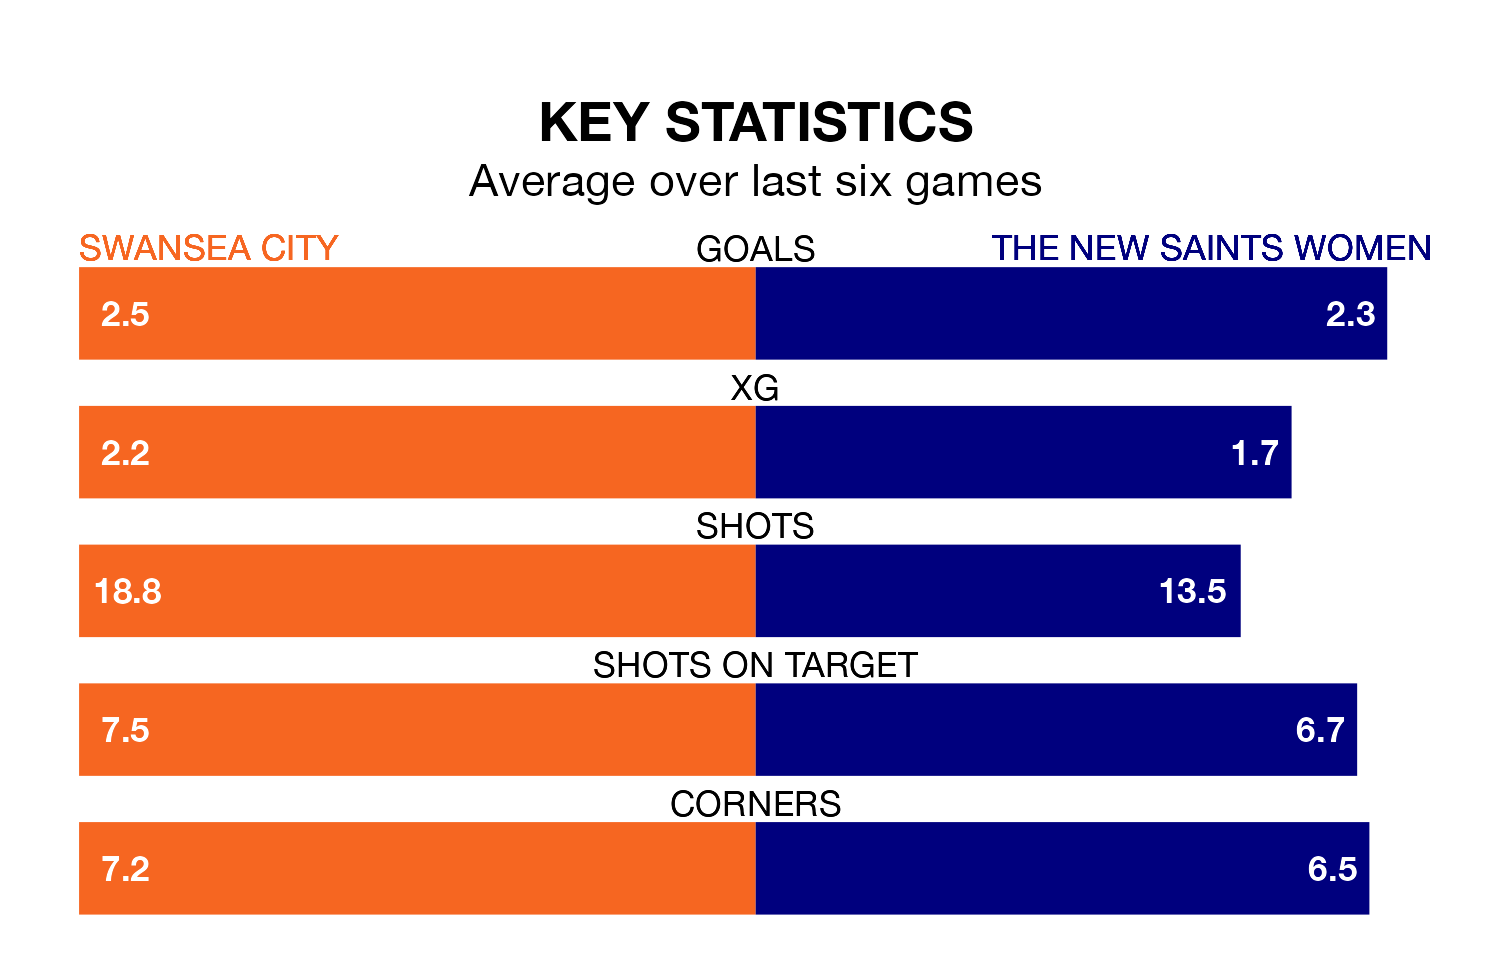 KEY STATISTICS
Average over last six games
SWANSEA CITY GOALS THE NEW SAINTS WOMEN
2.5 2.3
XG
2.2 1.7
SHOTS
18.8 13.5
SHOTS ON TARGET
7.5 6.7
CORNERS
7.2 6.5